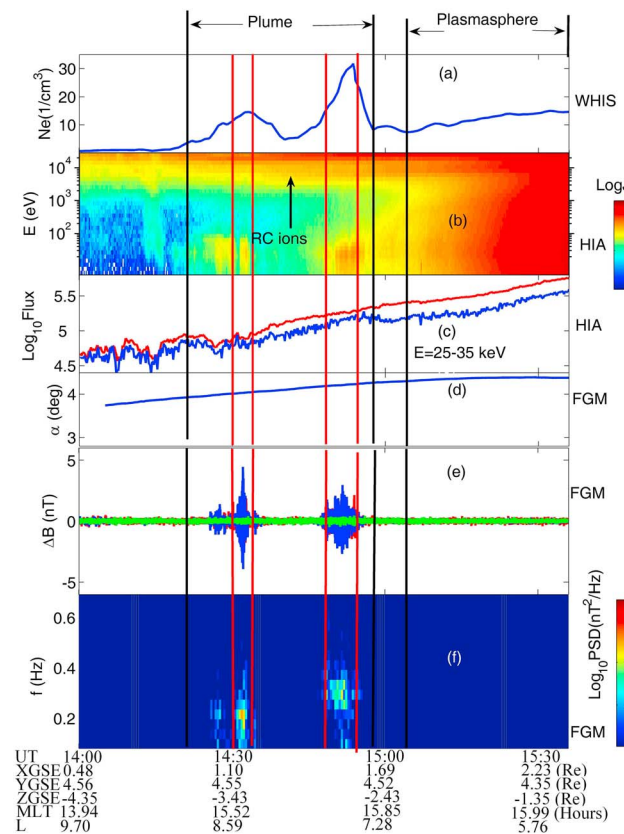 Plume
Plasmasphere
30
20
10
Ne(1/cm³)
(a)
WHIS
10⁴
10³
10²
E (eV)
RC ions
(b)
HIA
5.5
5
4.5
Log₁₀Flux
(c)
E=25-35 keV
HIA
4
3
α (deg)
(d)
FGM
5
0
-5
ΔB (nT)
(e)
FGM
0.6
0.4
0.2
f (Hz)
(f)
FGM
Log₁₀PSD(nT²/Hz)
UT 14:00 14:30 15:00 15:30
XGSE 0.48 1.10 1.69 2.23 (Re)
YGSE 4.56 4.55 4.52 4.35 (Re)
ZGSE -4.35 -3.43 -2.43 -1.35 (Re)
MLT 13.94 15.52 15.85 15.99 (Hours)
L 9.70 8.59 7.28 5.76